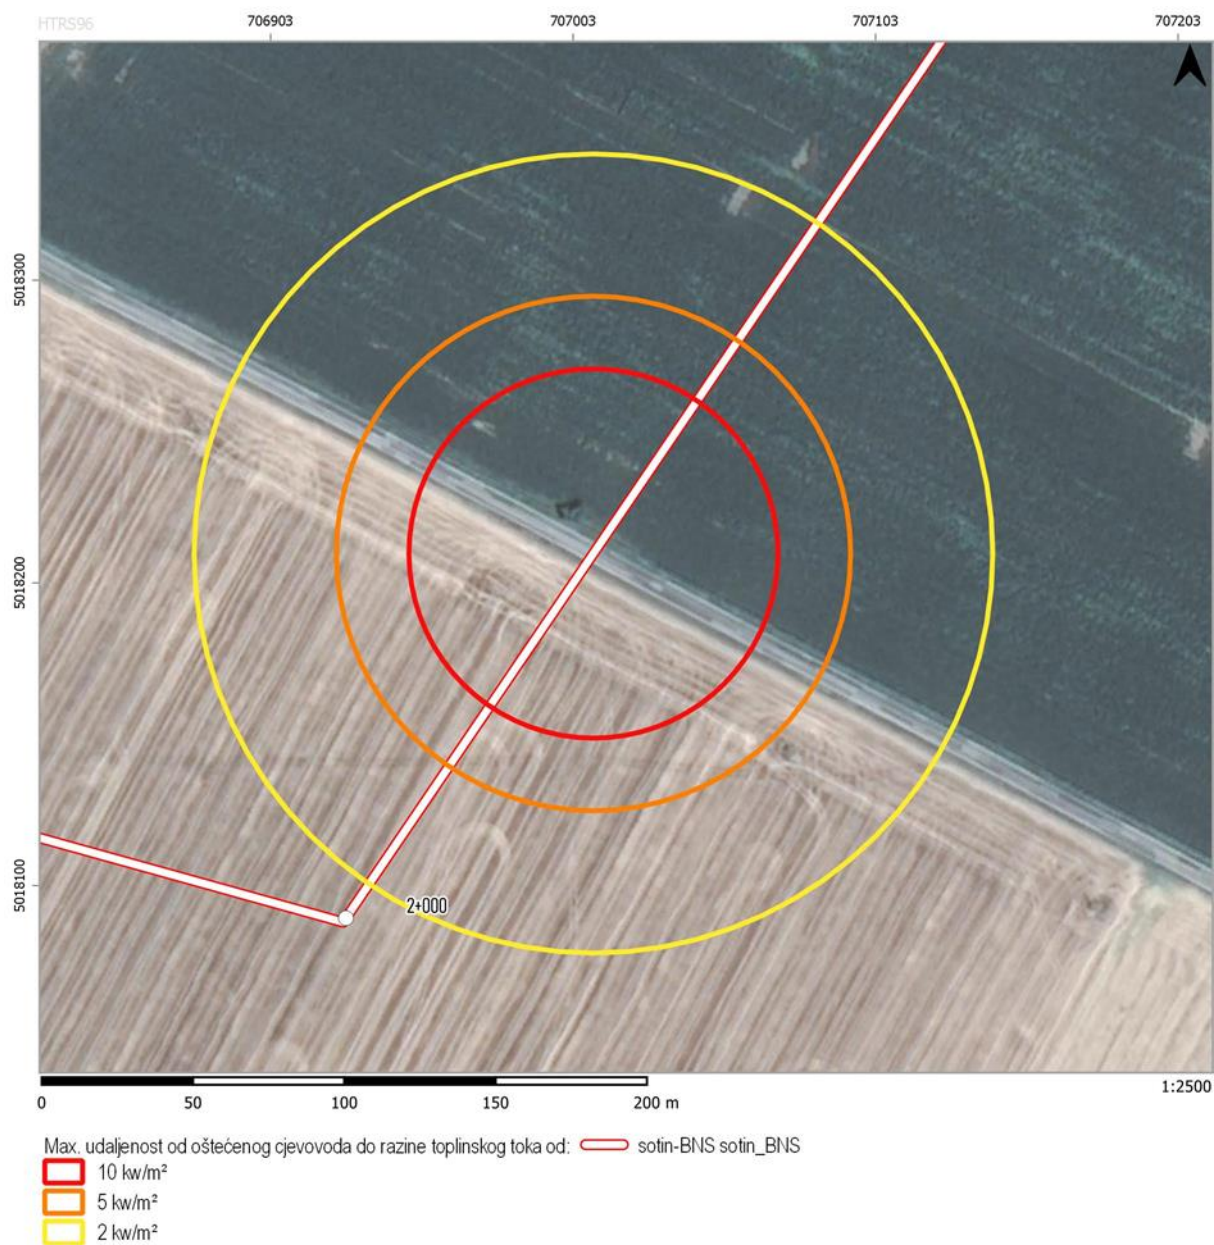 HTRS96
706903 707003 707103 707203
5018300
5018200
5018100
2+000
0 50 100 150 200 m
1:2500
Max. udaljenost od oštećenog cjevovoda do razine toplinskog toka od: sotin-BNS sotin_BNS
10 kw/m²
5 kw/m²
2 kw/m²